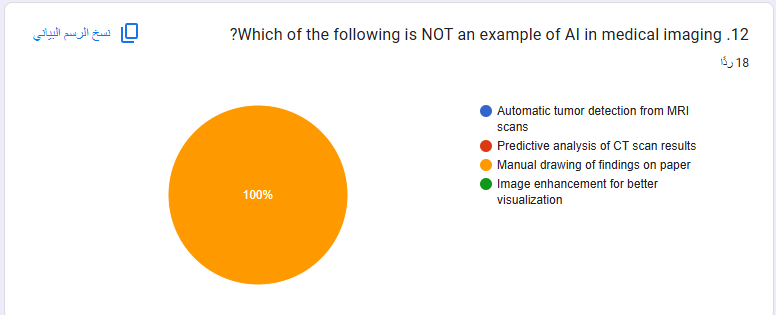 12. Which of the following is NOT an example of AI in medical imaging?
نسخ الرسم البياني
18 ردًّا
Automatic tumor detection from MRI
scans
Predictive analysis of CT scan results
Manual drawing of findings on paper
Image enhancement for better
visualization
100%